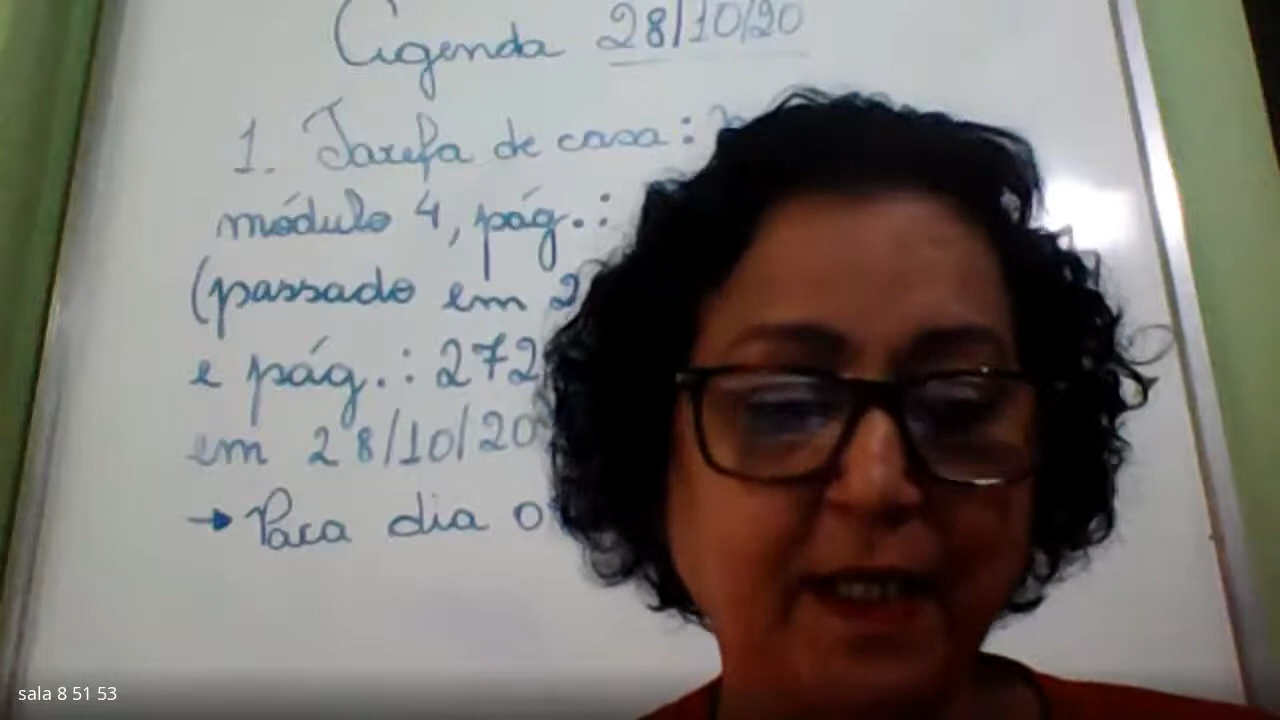 Agenda 28/10/20
1. Tarefa de casa:
módulo 4, pág.:
(passado em 2
e pág.: 272
em 28/10/20
→ Para dia 0
sala 8 51 53